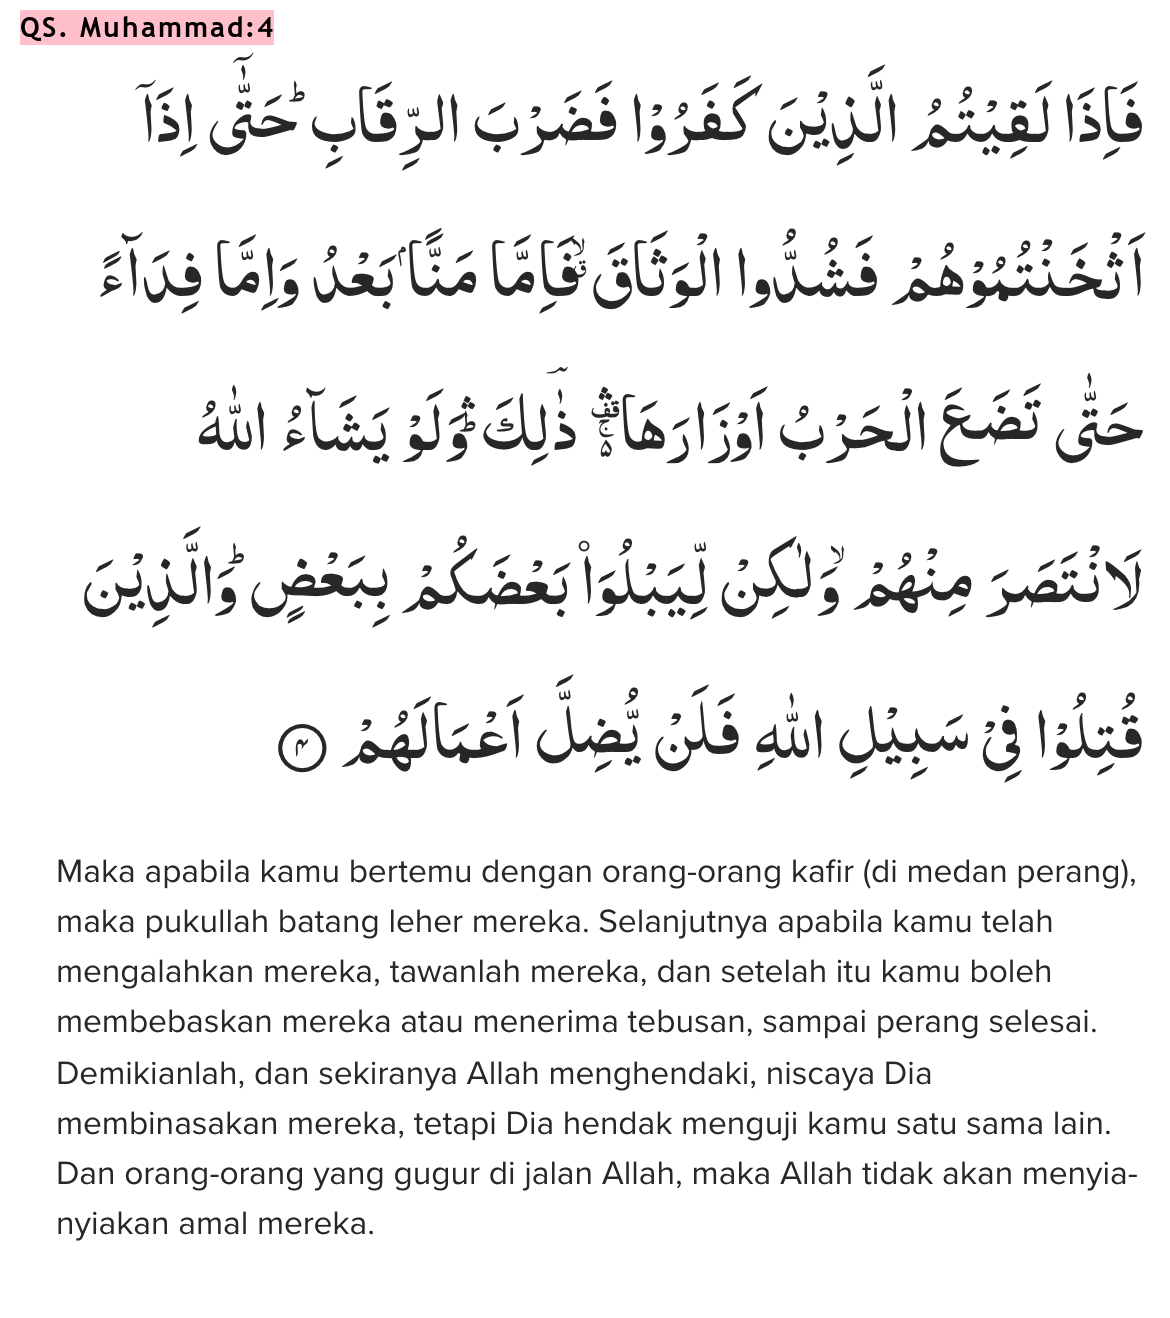 QS. Muhammad:4
فَاِذَا لَقِيْتُمُ الَّذِيْنَ كَفَرُوْا فَضَرْبَ الرِّقَابِۗ حَتّٰٓى اِذَآ
اَثْخَنْتُمُوْهُمْ فَشُدُّوا الْوَثَاقَۖ فَاِمَّا مَنًّاۢ بَعْدُ وَاِمَّا فِدَاۤءً
حَتّٰى تَضَعَ الْحَرْبُ اَوْزَارَهَا ۛ ذٰلِكَ ۛ وَلَوْ يَشَاۤءُ اللّٰهُ
لَانْتَصَرَ مِنْهُمْ وَلٰكِنْ لِّيَبْلُوَا۟ بَعْضَكُمْ بِبَعْضٍۗ وَالَّذِيْنَ
قُتِلُوْا فِيْ سَبِيْلِ اللّٰهِ فَلَنْ يُّضِلَّ اَعْمَالَهُمْ ۴
Maka apabila kamu bertemu dengan orang-orang kafir (di medan perang),
maka pukullah batang leher mereka. Selanjutnya apabila kamu telah
mengalahkan mereka, tawanlah mereka, dan setelah itu kamu boleh
membebaskan mereka atau menerima tebusan, sampai perang selesai.
Demikianlah, dan sekiranya Allah menghendaki, niscaya Dia
membinasakan mereka, tetapi Dia hendak menguji kamu satu sama lain.
Dan orang-orang yang gugur di jalan Allah, maka Allah tidak akan menyia-
nyiakan amal mereka.